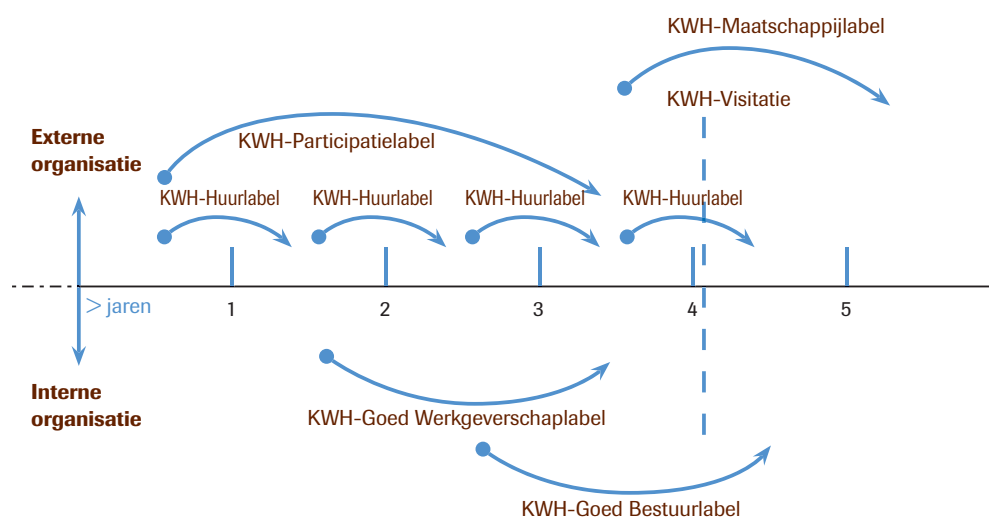 KWH-Maatschappijlabel
KWH-Visitatie
Externe
organisatie
KWH-Participatielabel
KWH-Huurlabel
KWH-Huurlabel
KWH-Huurlabel
KWH-Huurlabel
> jaren
1
2
3
4
5
Interne
organisatie
KWH-Goed Werkgeverschaplabel
KWH-Goed Bestuurlabel